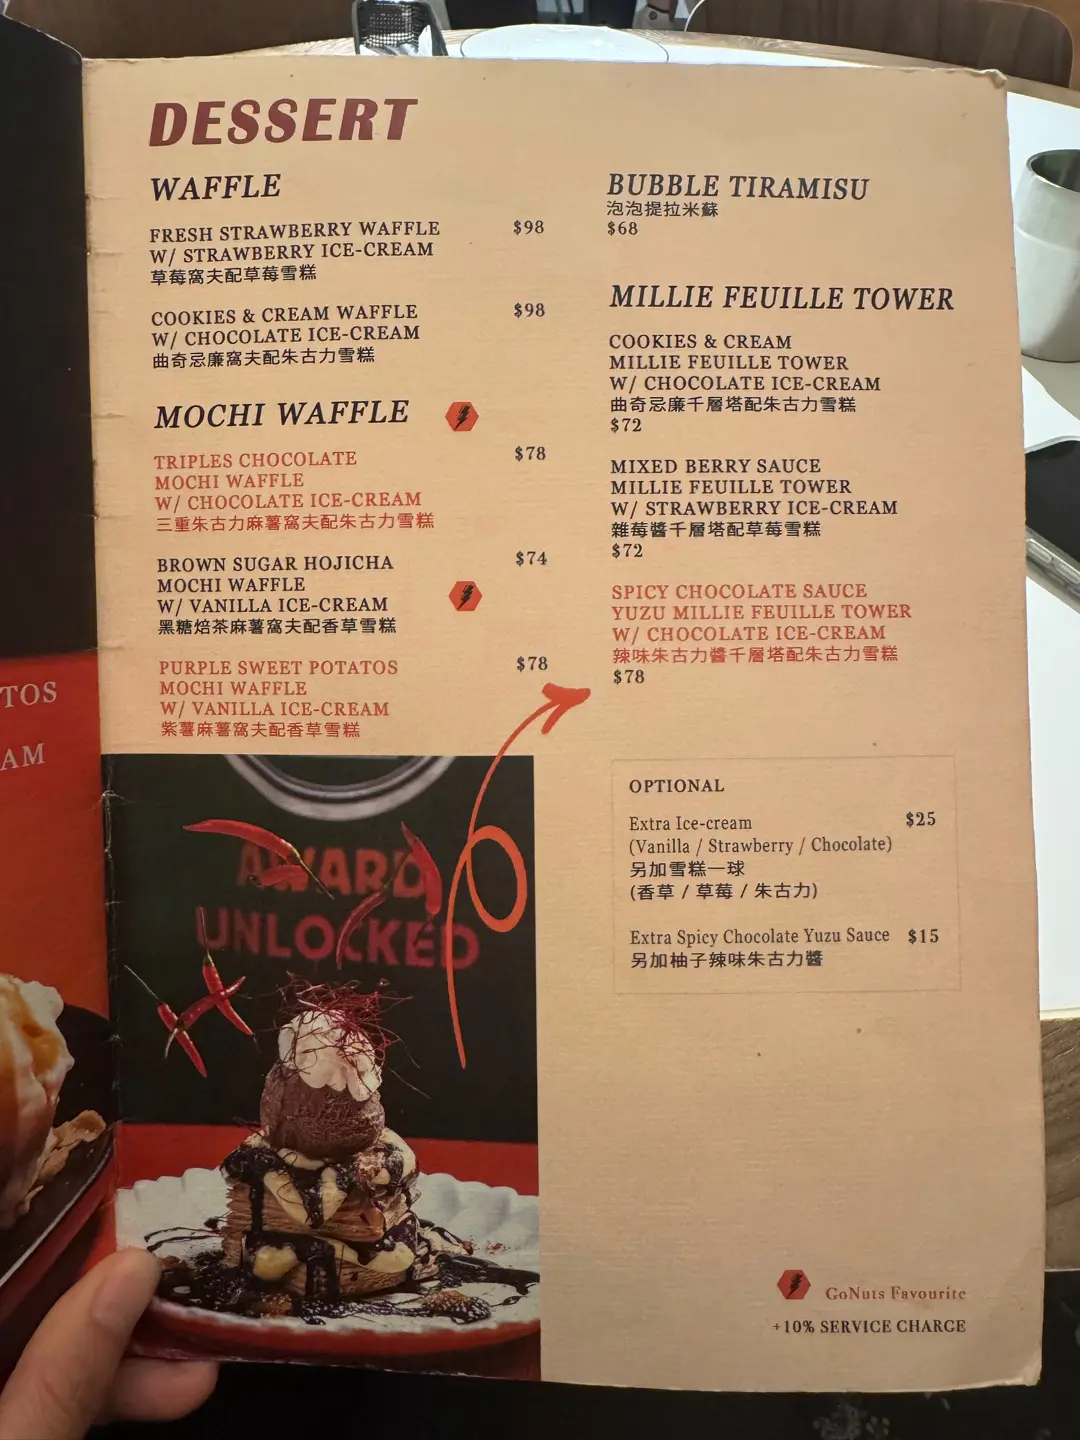 DESSERT
WAFFLE
FRESH STRAWBERRY WAFFLE $98
W/ STRAWBERRY ICE-CREAM
草莓窩夫配草莓雪糕
COOKIES & CREAM WAFFLE $98
W/ CHOCOLATE ICE-CREAM
曲奇忌廉窩夫配朱古力雪糕
MOCHI WAFFLE
TRIPLES CHOCOLATE $78
MOCHI WAFFLE
W/ CHOCOLATE ICE-CREAM
三重朱古力麻薯窩夫配朱古力雪糕
BROWN SUGAR HOJICHA $74
MOCHI WAFFLE
W/ VANILLA ICE-CREAM
黑糖焙茶麻薯窩夫配香草雪糕
PURPLE SWEET POTATOS $78
MOCHI WAFFLE
W/ VANILLA ICE-CREAM
紫薯麻薯窩夫配香草雪糕
BUBBLE TIRAMISU
泡泡提拉米蘇
$68
MILLIE FEUILLE TOWER
COOKIES & CREAM
MILLIE FEUILLE TOWER
W/ CHOCOLATE ICE-CREAM
曲奇忌廉千層塔配朱古力雪糕
$72
MIXED BERRY SAUCE
MILLIE FEUILLE TOWER
W/ STRAWBERRY ICE-CREAM
雜莓醬千層塔配草莓雪糕
$72
SPICY CHOCOLATE SAUCE
YUZU MILLIE FEUILLE TOWER
W/ CHOCOLATE ICE-CREAM
辣味朱古力醬千層塔配朱古力雪糕
$78
OPTIONAL
Extra Ice-cream $25
(Vanilla / Strawberry / Chocolate)
另加雪糕一球
(香草 / 草莓 / 朱古力)
Extra Spicy Chocolate Yuzu Sauce $15
另加柚子辣味朱古力醬
AWARD
UNLOCKED
GoNuts Favourite
+10% SERVICE CHARGE
TOS
AM